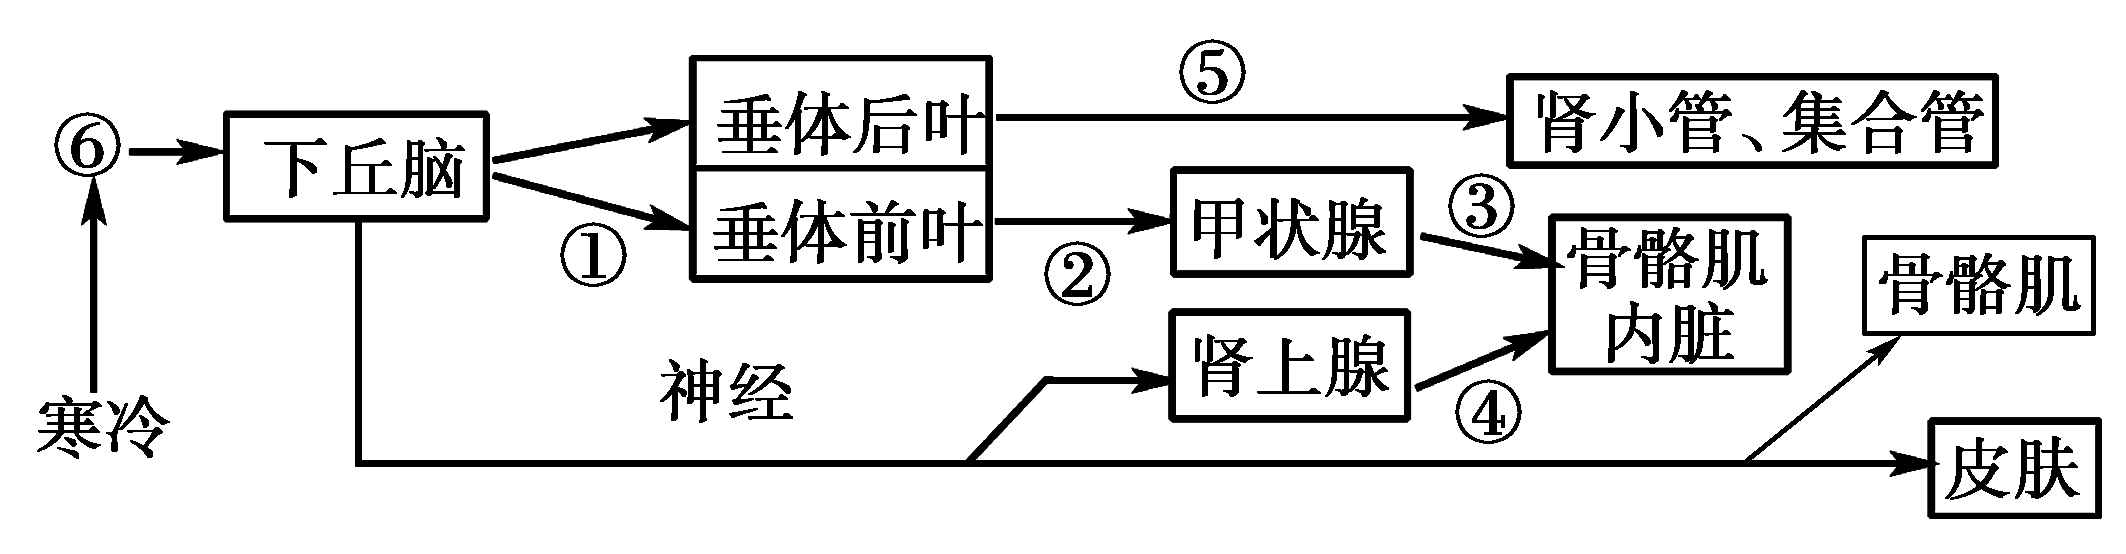 ⑤
垂体后叶
肾小管、集合管
⑥
下丘脑
垂体前叶
①
②
甲状腺
③
骨骼肌
内脏
骨骼肌
肾上腺
④
神经
寒冷
皮肤